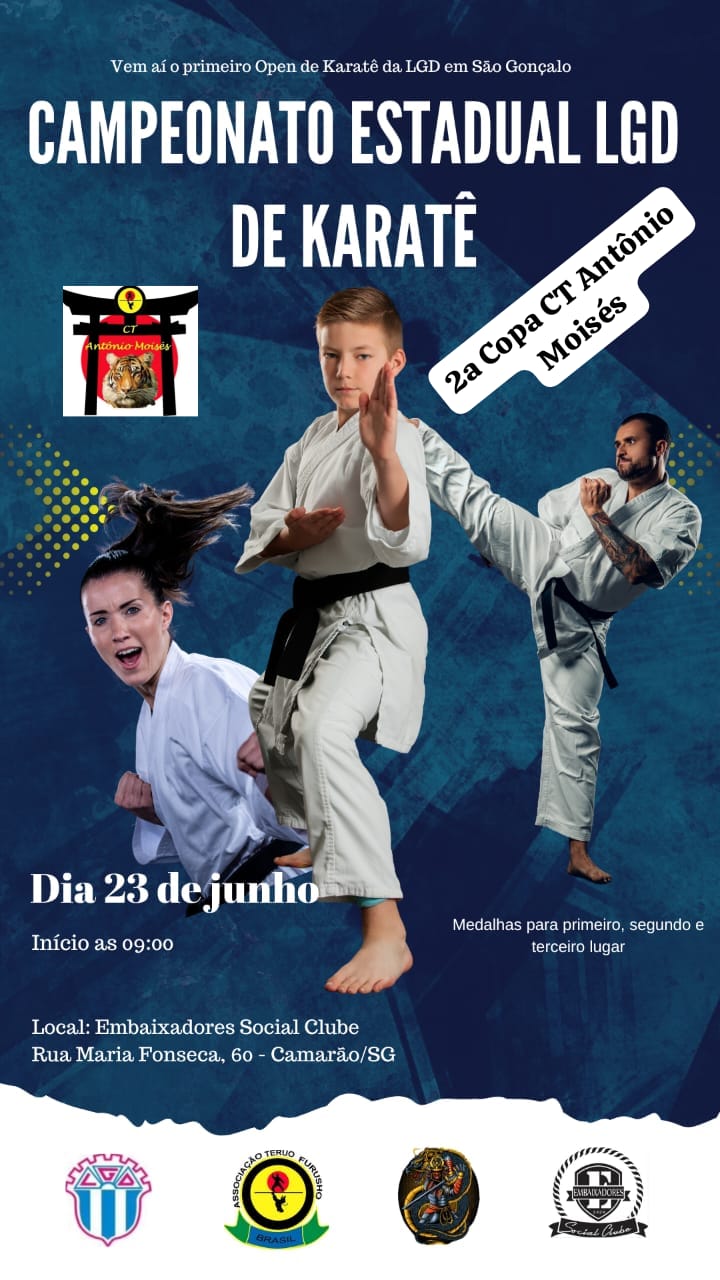 Vem aí o primeiro Open de Karatê da LGD em São Gonçalo
CAMPEONATO ESTADUAL LGD
DE KARATÊ
2a Copa CT Antônio
Moisés
CT
Antônio Moisés
Dia 23 de junho
Início as 09:00
Medalhas para primeiro, segundo e
terceiro lugar
Local: Embaixadores Social Clube
Rua Maria Fonseca, 60 - Camarão/SG
LGD
ASSOCIAÇÃO TERUO FURUSHO
BRASIL
EMBAIXADORES
Social Clube